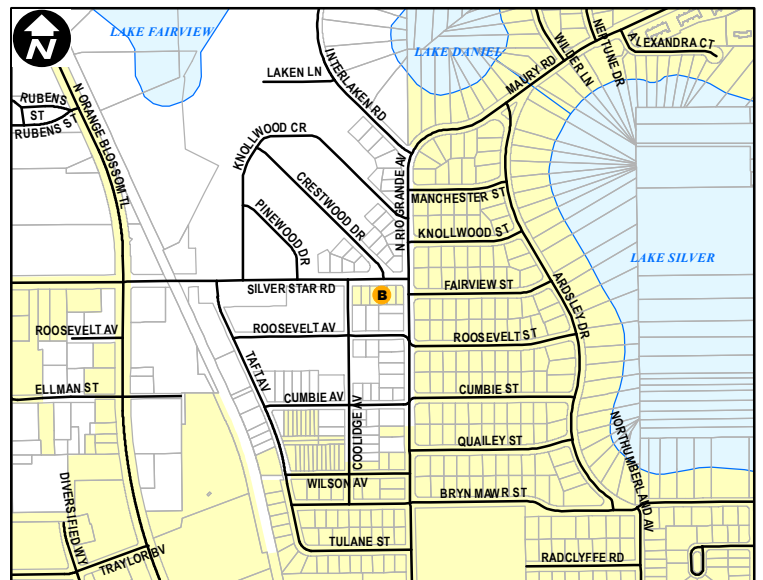 N
LAKE FAIRVIEW
LAKE DANIEL
WILDER LN
NEPTUNE DR
ALEXANDRA CT
LAKEN LN
INTERLAKEN RD
MAURY RD
RUBENS
ST
RUBENS ST
N ORANGE BLOSSOM TL
KNOLLWOOD CR
CRESTWOOD DR
PINEWOOD DR
N RIO GRANDE AV
MANCHESTER ST
KNOLLWOOD ST
LAKE SILVER
SILVER STAR RD
B
FAIRVIEW ST
ARDSLEY DR
ROOSEVELT AV
ROOSEVELT AV
ROOSEVELT ST
TAFT AV
ELLMAN ST
CUMBIE AV
CUMBIE ST
COOLIDGE AV
QUAILEY ST
NORTHUMBERLAND AV
WILSON AV
BRYN MAWR ST
DIVERSIFIED WY
TULANE ST
TRAYLOR BV
RADCLYFFE RD